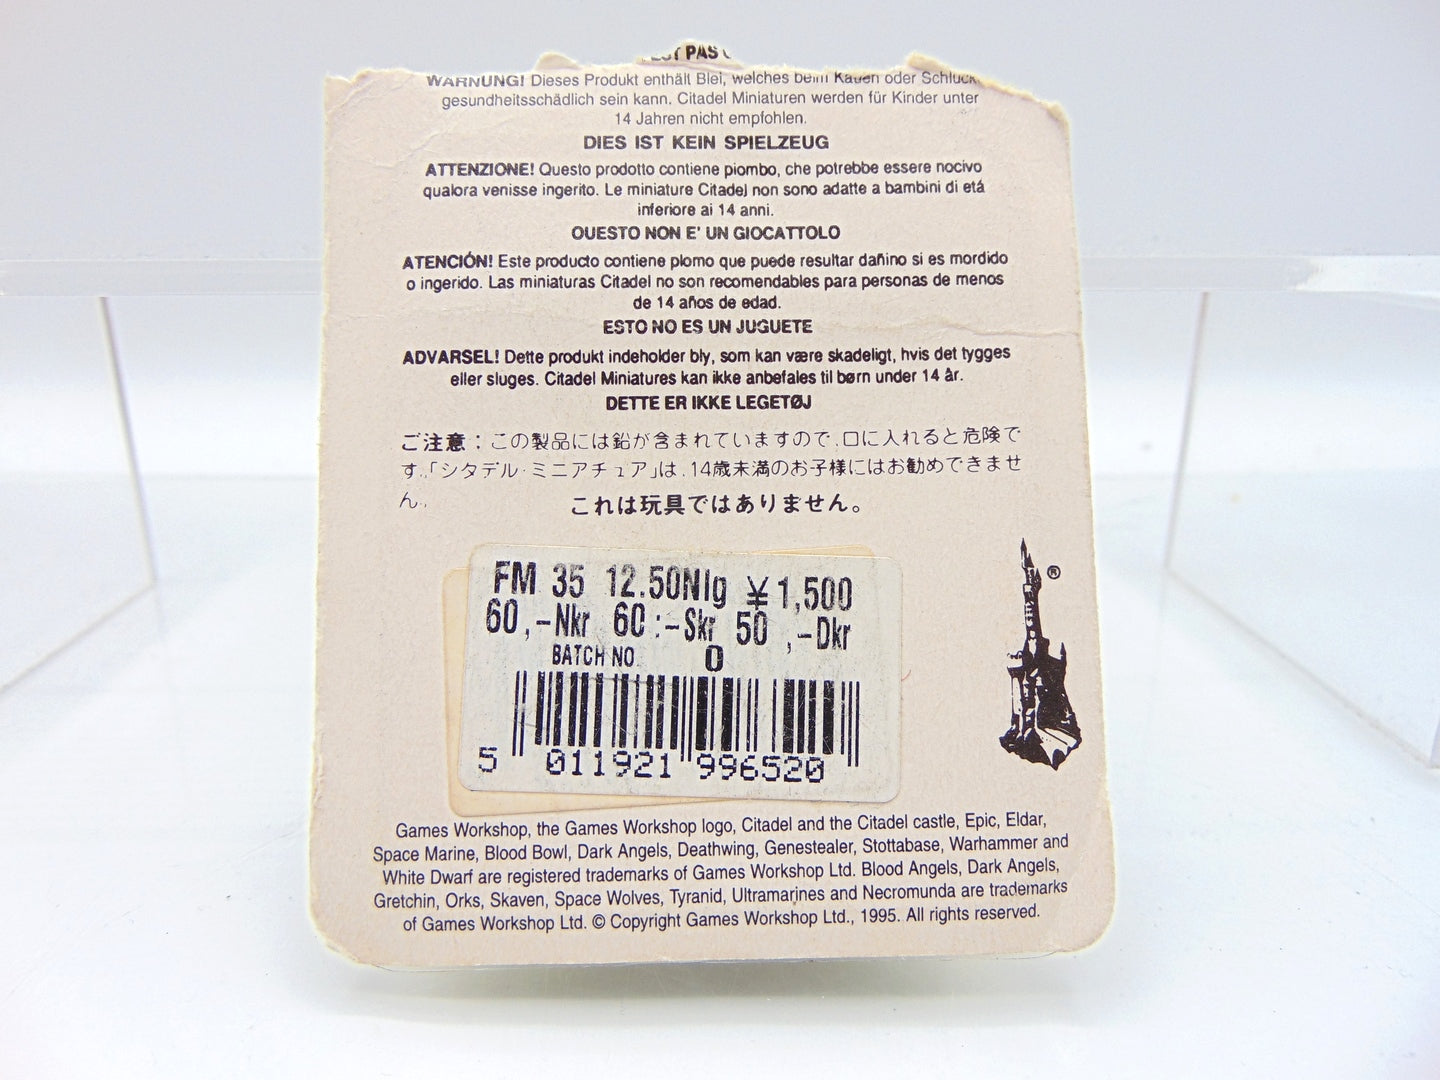 PAS
WARNUNG! Dieses Produkt enthält Blei, welches beim Kauen oder
gesundheitsschädlich sein kann. Citadel Miniaturen werden für Kinder unter
14 Jahren nicht empfohlen.
DIES IST KEIN SPIELZEUG
ATTENZIONE! Questo prodotto contiene piombo, che potrebbe essere nocivo
qualora venisse ingerito. Le miniature Citadel non sono adatte a bambini di etá
inferiore ai 14 anni.
QUESTO NON E' UN GIOCATTOLO
ATENCIÓN! Este producto contiene plomo que puede resultar dañino si es mordido
o ingerido. Las miniaturas Citadel no son recomendables para personas de menos
de 14 años de edad.
ESTO NO ES UN JUGUETE
ADVARSEL! Dette produkt indeholder bly, som kan være skadeligt, hvis det tygges
eller sluges. Citadel Miniatures kan ikke anbefales til børn under 14 år.
DETTE ER IKKE LEGETØJ
ご注意：この製品には鉛が含まれていますので、口に入れると危険で
す。「シタデル・ミニアチュア」は、14歳未満のお子様にはお勧めできませ
ん。
これは玩具ではありません。
FM 35 12.50Nlg ¥1,500
60,-Nkr 60:-Skr 50,-Dkr
BATCH NO. 0
5 011921 996520
®
Games Workshop, the Games Workshop logo, Citadel and the Citadel castle, Epic, Eldar,
Space Marine, Blood Bowl, Dark Angels, Deathwing, Genestealer, Stottabase, Warhammer and
White Dwarf are registered trademarks of Games Workshop Ltd. Blood Angels, Dark Angels,
Gretchin, Orks, Skaven, Space Wolves, Tyranid, Ultramarines and Necromunda are trademarks
of Games Workshop Ltd. © Copyright Games Workshop Ltd., 1995. All rights reserved.